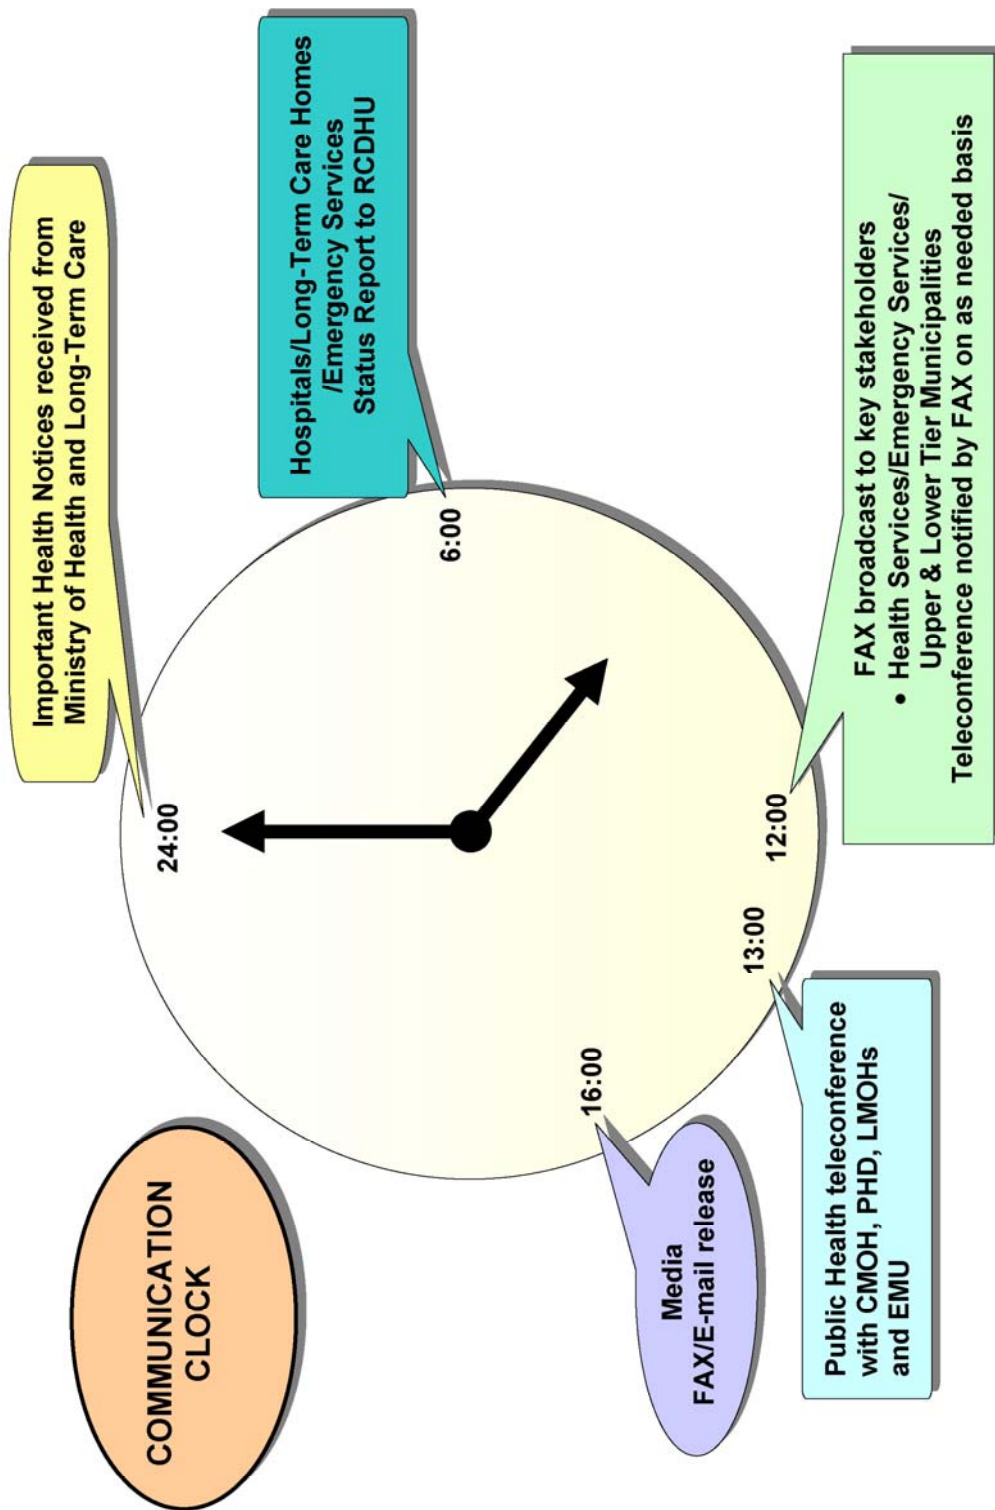 COMMUNICATION
CLOCK
Important Health Notices received from
Ministry of Health and Long-Term Care
24:00
Hospitals/Long-Term Care Homes
/Emergency Services
Status Report to RCDHU
6:00
12:00
FAX broadcast to key stakeholders
• Health Services/Emergency Services/
Upper & Lower Tier Municipalities
Teleconference notified by FAX on as needed basis
13:00
Public Health teleconference
with CMOH, PHD, LMOHs
and EMU
16:00
Media
FAX/E-mail release